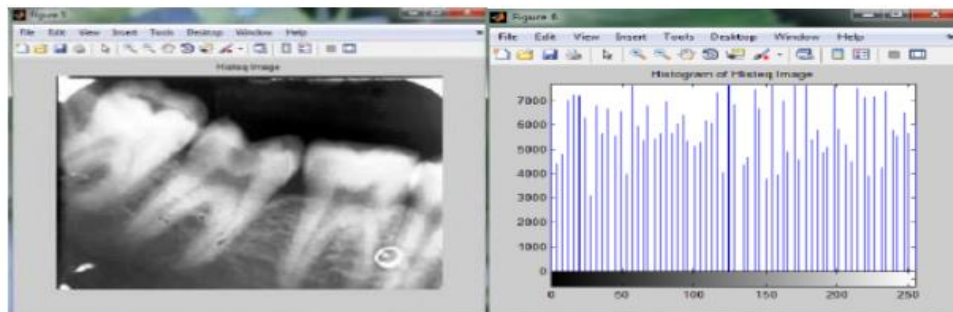 Figure 5
File Edit View Insert Tools Desktop Window Help
Histeq Image
Figure 6
File Edit View Insert Tools Desktop Window Help
Histogram of Histeq Image
7000
6000
5000
4000
3000
2000
1000
0
0 50 100 150 200 250